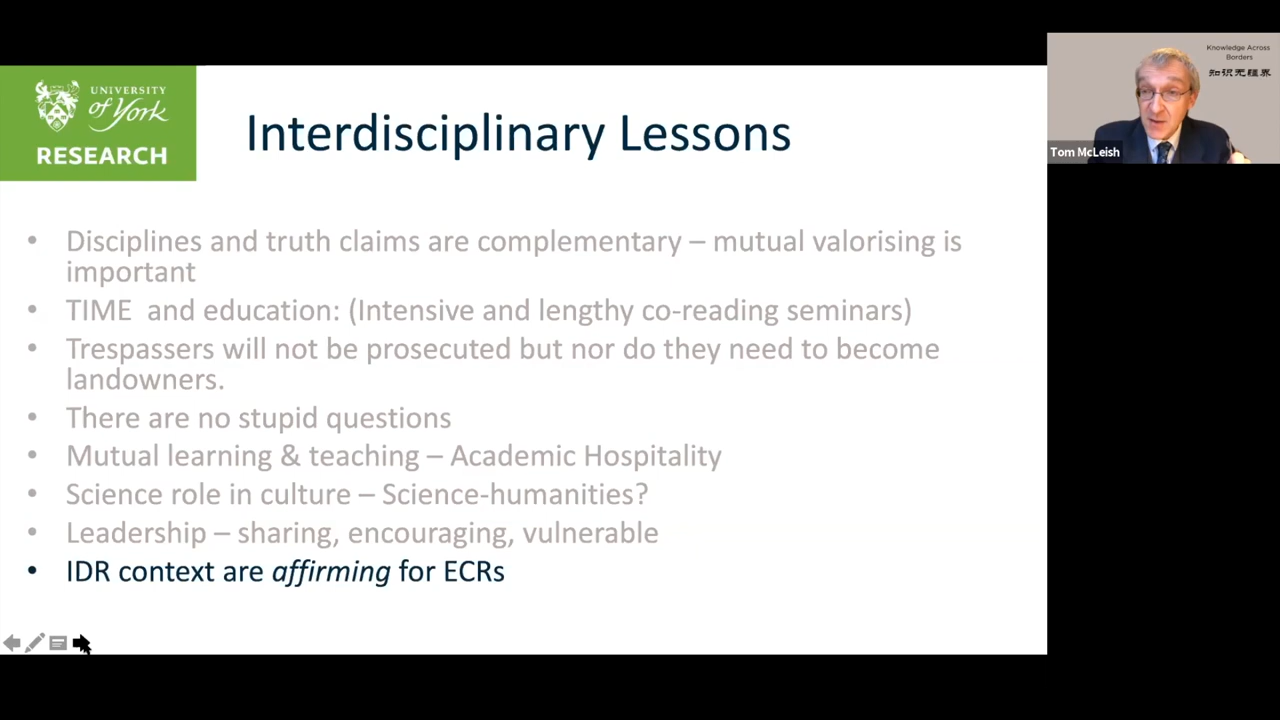 UNIVERSITY
of York
RESEARCH
Interdisciplinary Lessons
• Disciplines and truth claims are complementary – mutual valorising is
important
• TIME and education: (Intensive and lengthy co-reading seminars)
• Trespassers will not be prosecuted but nor do they need to become
landowners.
• There are no stupid questions
• Mutual learning & teaching – Academic Hospitality
• Science role in culture – Science-humanities?
• Leadership – sharing, encouraging, vulnerable
• IDR context are affirming for ECRs
Knowledge Across
Borders
知识无疆界
Tom McLeish